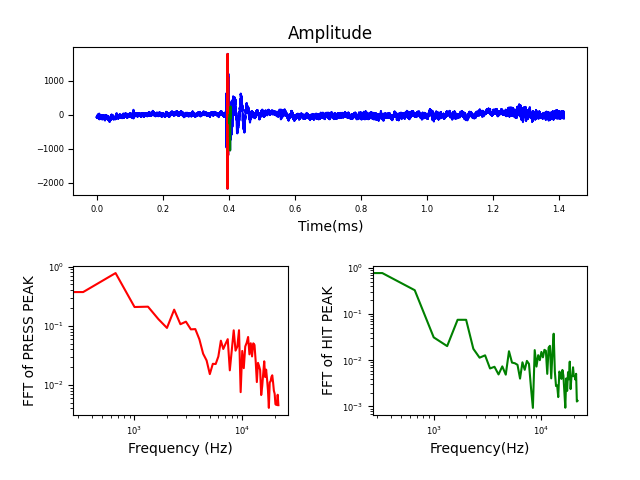 Amplitude
1000
0
−1000
−2000
0.0 0.2 0.4 0.6 0.8 1.0 1.2 1.4
Time(ms)
FFT of PRESS PEAK
10⁰
10⁻¹
10⁻²
10³ 10⁴
Frequency (Hz)
FFT of HIT PEAK
10⁰
10⁻¹
10⁻²
10⁻³
10³ 10⁴
Frequency(Hz)